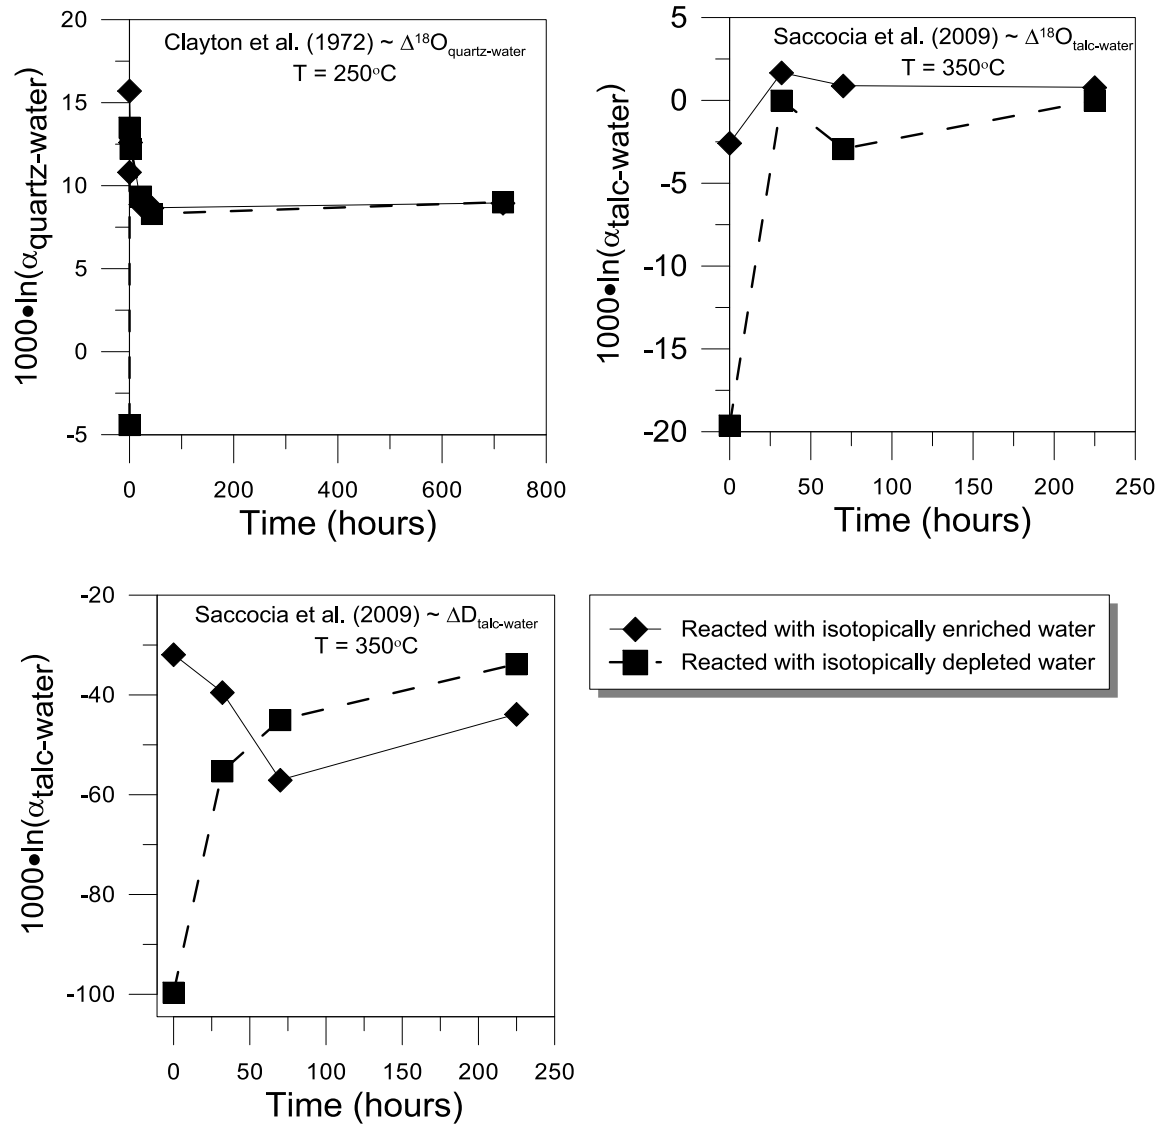 Clayton et al. (1972) ~ Δ¹⁸Oquartz-water
T = 250°C
1000•ln(αquartz-water)
20
15
10
5
0
-5
0 200 400 600 800
Time (hours)
Saccocia et al. (2009) ~ Δ¹⁸Otalc-water
T = 350°C
1000•ln(αtalc-water)
5
0
-5
-10
-15
-20
0 50 100 150 200 250
Time (hours)
Saccocia et al. (2009) ~ ΔDtalc-water
T = 350°C
1000•ln(αtalc-water)
-20
-40
-60
-80
-100
0 50 100 150 200 250
Time (hours)
Reacted with isotopically enriched water
Reacted with isotopically depleted water